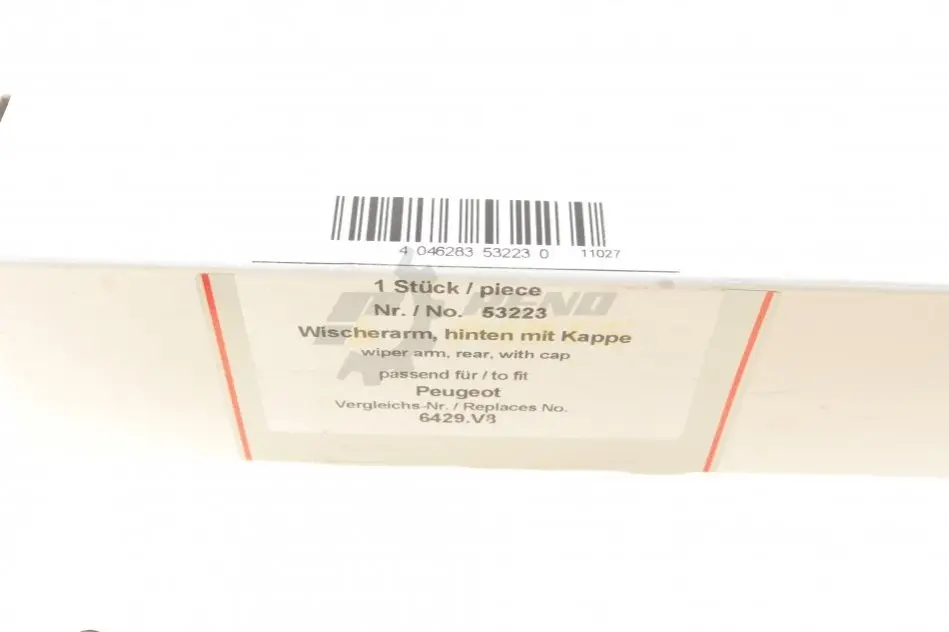 4 046283 53223 0 11027
1 Stück / piece
Nr. / No. 53223
Wischerarm, hinten mit Kappe
wiper arm, rear, with cap
passend für / to fit
Peugeot
Vergleichs-Nr. / Replaces No.
6429.V8